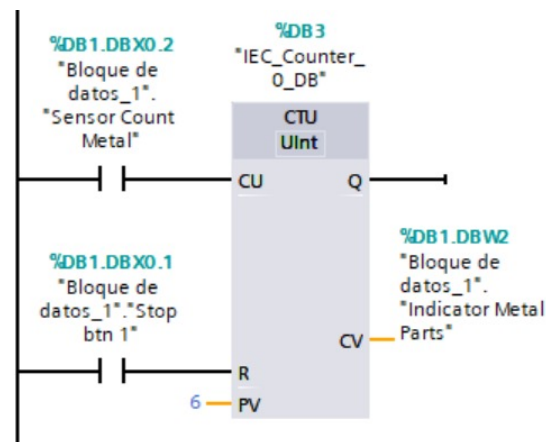 %DB1.DBX0.2
"Bloque de
datos_1".
"Sensor Count
Metal"
%DB3
"IEC_Counter_
0_DB"
CTU
UInt
CU
Q
%DB1.DBW2
"Bloque de
datos_1".
"Indicator Metal
Parts"
CV
%DB1.DBX0.1
"Bloque de
datos_1"."Stop
btn 1"
R
6
PV